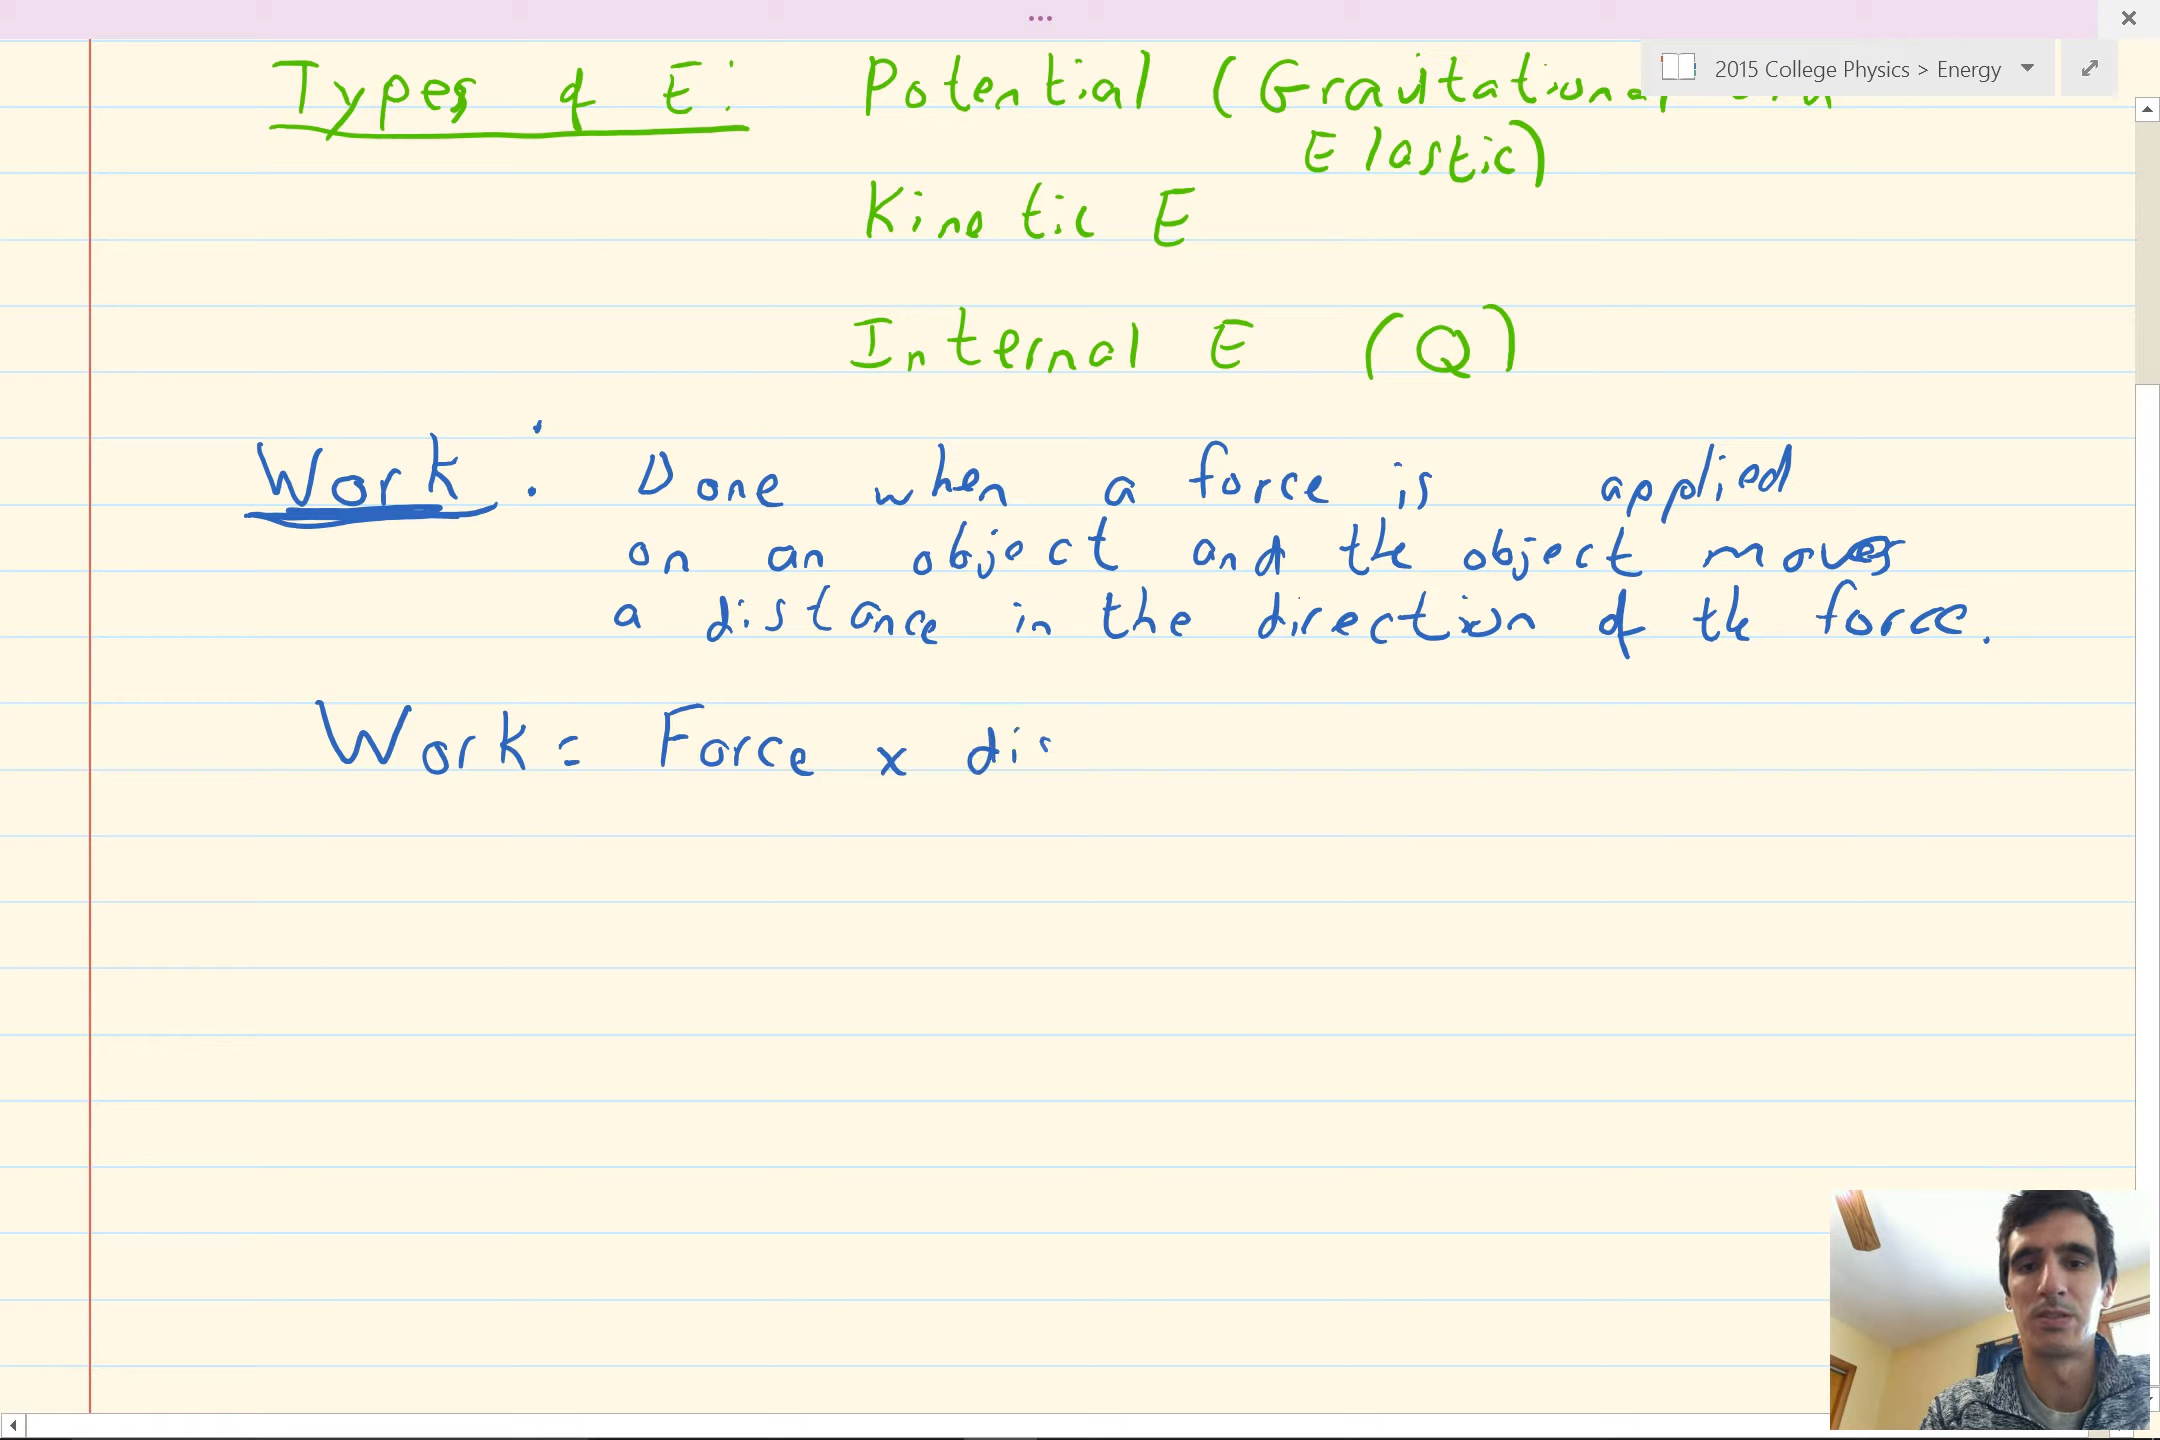 2015 College Physics > Energy
Types of E: Potential (Gravitational
Elastic)
Kinetic E
Internal E (Q)
Work: Done when a force is applied
on an object and the object moves
a distance in the direction of the force.
Work = Force x dis